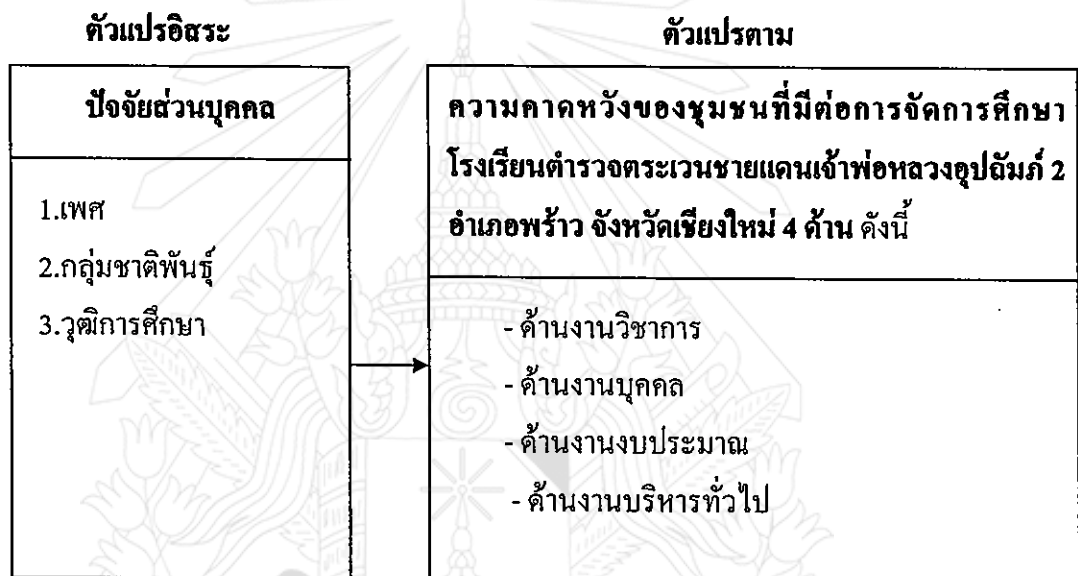 ตัวแปรอิสระ
ตัวแปรตาม
ปัจจัยส่วนบุคคล
1.เพศ
2.กลุ่มชาติพันธุ์
3.วุฒิการศึกษา
ความคาดหวังของชุมชนที่มีต่อการจัดการศึกษา
โรงเรียนตำรวจตระเวนชายแดนเจ้าพ่อหลวงอุปถัมภ์ 2
อำเภอพร้าว จังหวัดเชียงใหม่ 4 ด้าน ดังนี้
- ด้านงานวิชาการ
- ด้านงานบุคคล
- ด้านงานงบประมาณ
- ด้านงานบริหารทั่วไป